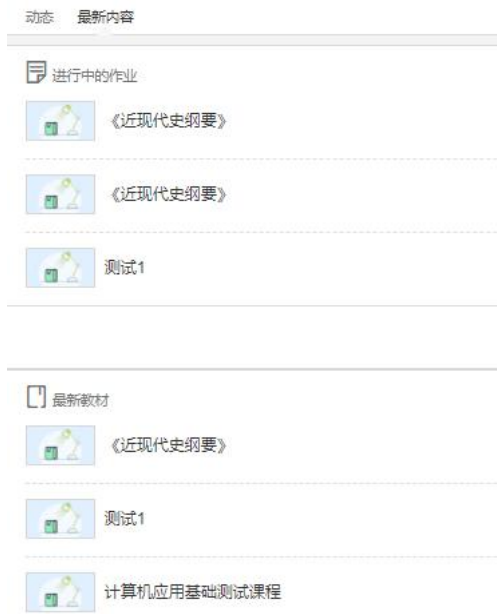 动态 最新内容
进行中的作业
《近现代史纲要》
《近现代史纲要》
测试1
最新教材
《近现代史纲要》
测试1
计算机应用基础测试课程